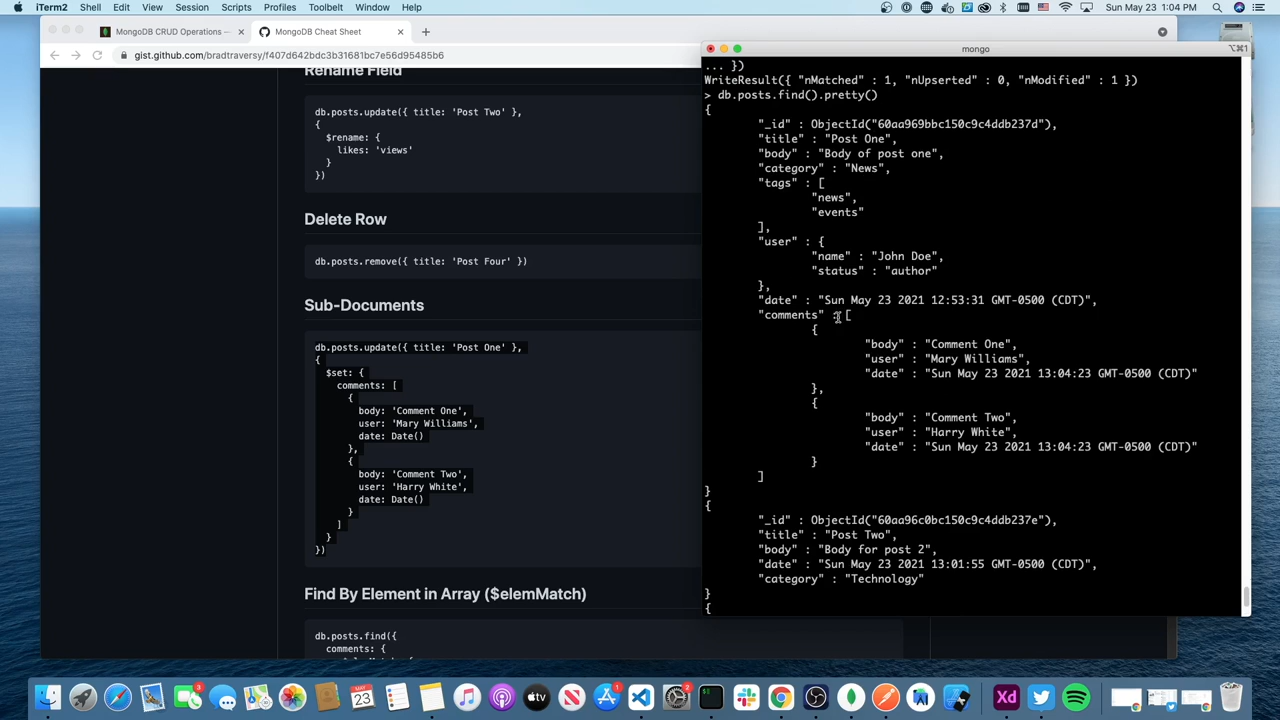 iTerm2 Shell Edit View Session Scripts Profiles Toolbelt Window Help
Sun May 23 1:04 PM
MongoDB CRUD Operations —
MongoDB Cheat Sheet
gist.github.com/bradtraversy/f407d642bdc3b31681bc7e56d95485b6
Rename Field
db.posts.update({ title: 'Post Two' },
{
$rename: {
likes: 'views'
}
})
Delete Row
db.posts.remove({ title: 'Post Four' })
Sub-Documents
db.posts.update({ title: 'Post One' },
{
$set: {
comments: [
{
body: 'Comment One',
user: 'Mary Williams',
date: Date()
},
{
body: 'Comment Two',
user: 'Harry White',
date: Date()
}
]
}
})
Find By Element in Array ($elemMatch)
db.posts.find({
comments: {
mongo
⌥⌘1
... })
WriteResult({ "nMatched" : 1, "nUpserted" : 0, "nModified" : 1 })
> db.posts.find().pretty()
{
"_id" : ObjectId("60aa969bbc150c9c4ddb237d"),
"title" : "Post One",
"body" : "Body of post one",
"category" : "News",
"tags" : [
"news",
"events"
],
"user" : {
"name" : "John Doe",
"status" : "author"
},
"date" : "Sun May 23 2021 12:53:31 GMT-0500 (CDT)",
"comments" : [
{
"body" : "Comment One",
"user" : "Mary Williams",
"date" : "Sun May 23 2021 13:04:23 GMT-0500 (CDT)"
},
{
"body" : "Comment Two",
"user" : "Harry White",
"date" : "Sun May 23 2021 13:04:23 GMT-0500 (CDT)"
}
]
}
{
"_id" : ObjectId("60aa96c0bc150c9c4ddb237e"),
"title" : "Post Two",
"body" : "Body for post 2",
"date" : "Sun May 23 2021 13:01:55 GMT-0500 (CDT)",
"category" : "Technology"
}
{
3
MAY
23
tv
1
2
Xd